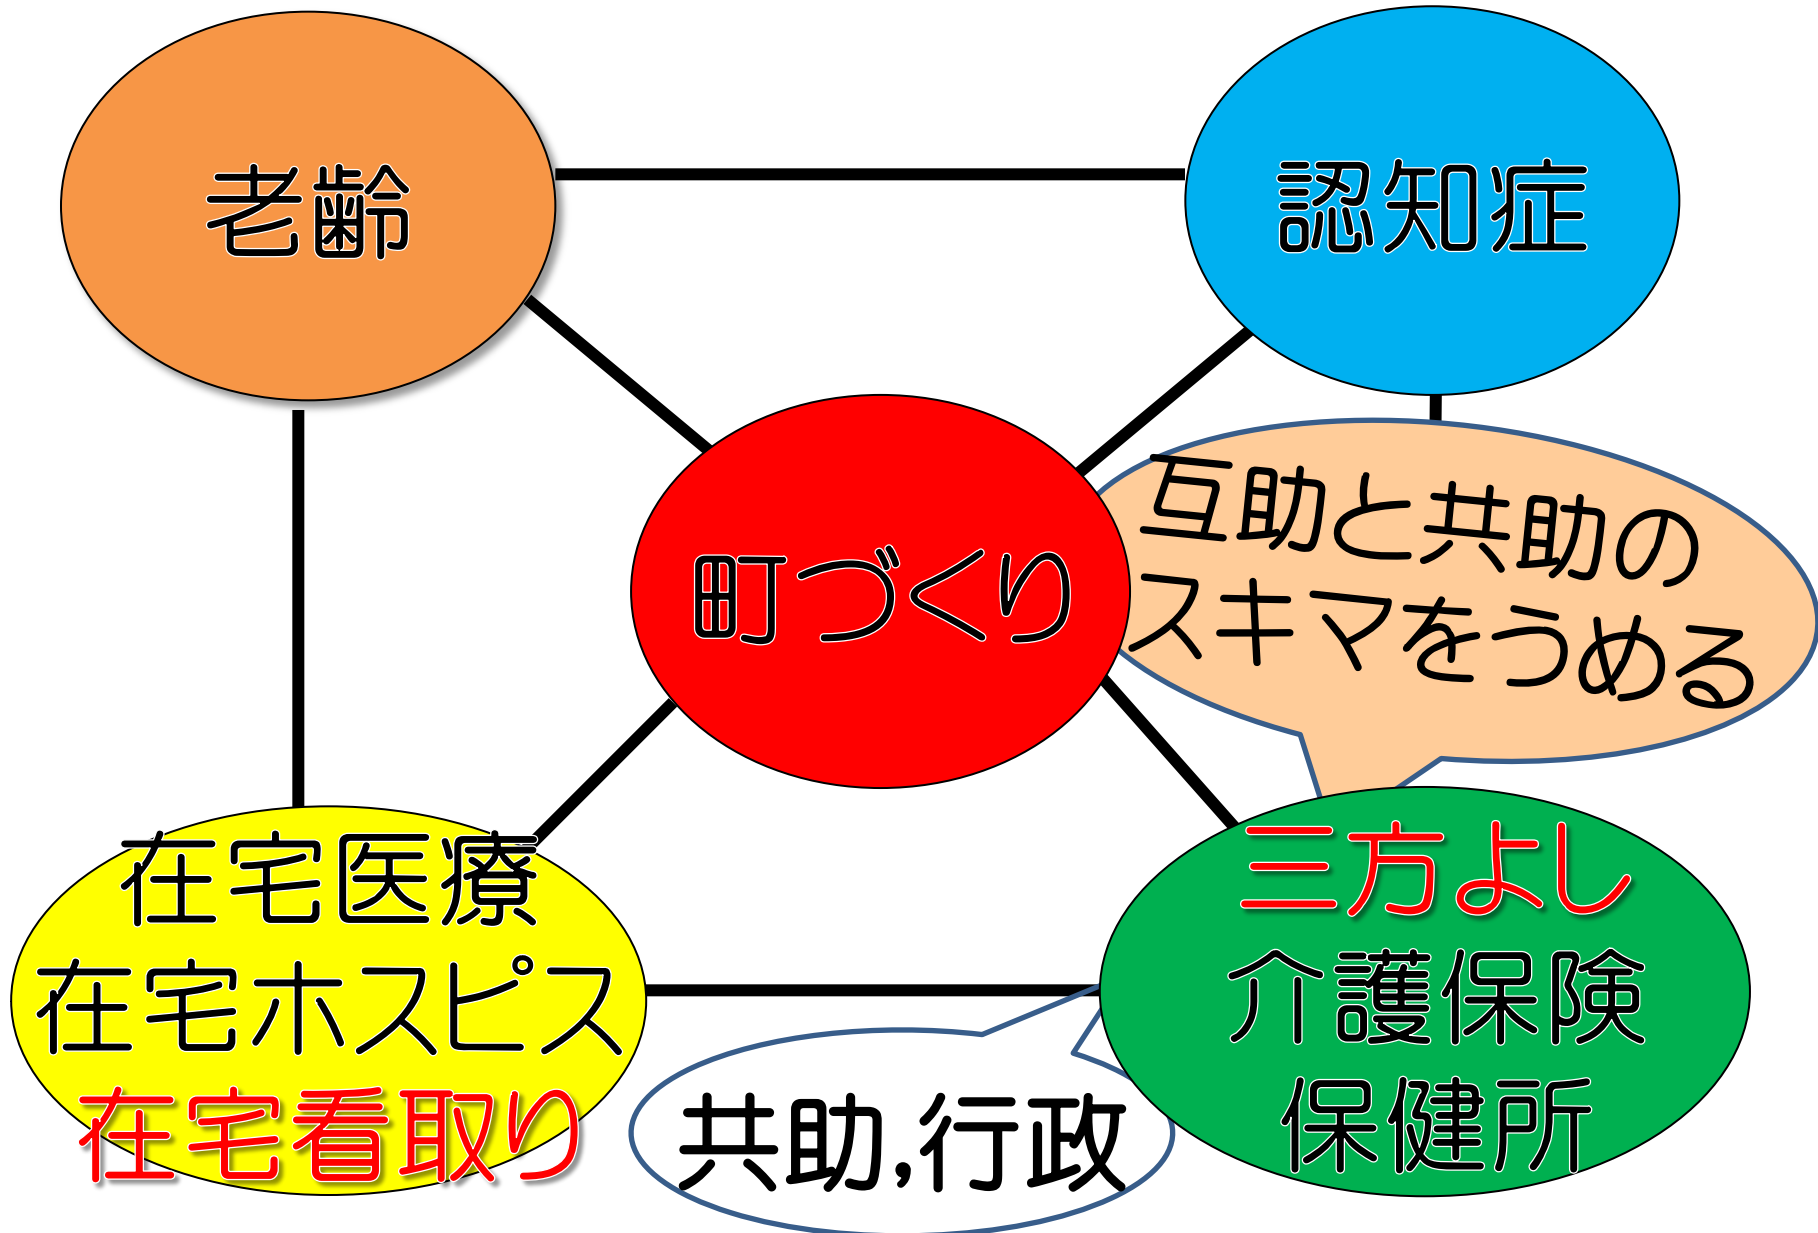 老齢
認知症
町づくり
互助と共助の
スキマをうめる
在宅医療
在宅ホスピス
在宅看取り
三方よし
介護保険
保健所
共助,行政